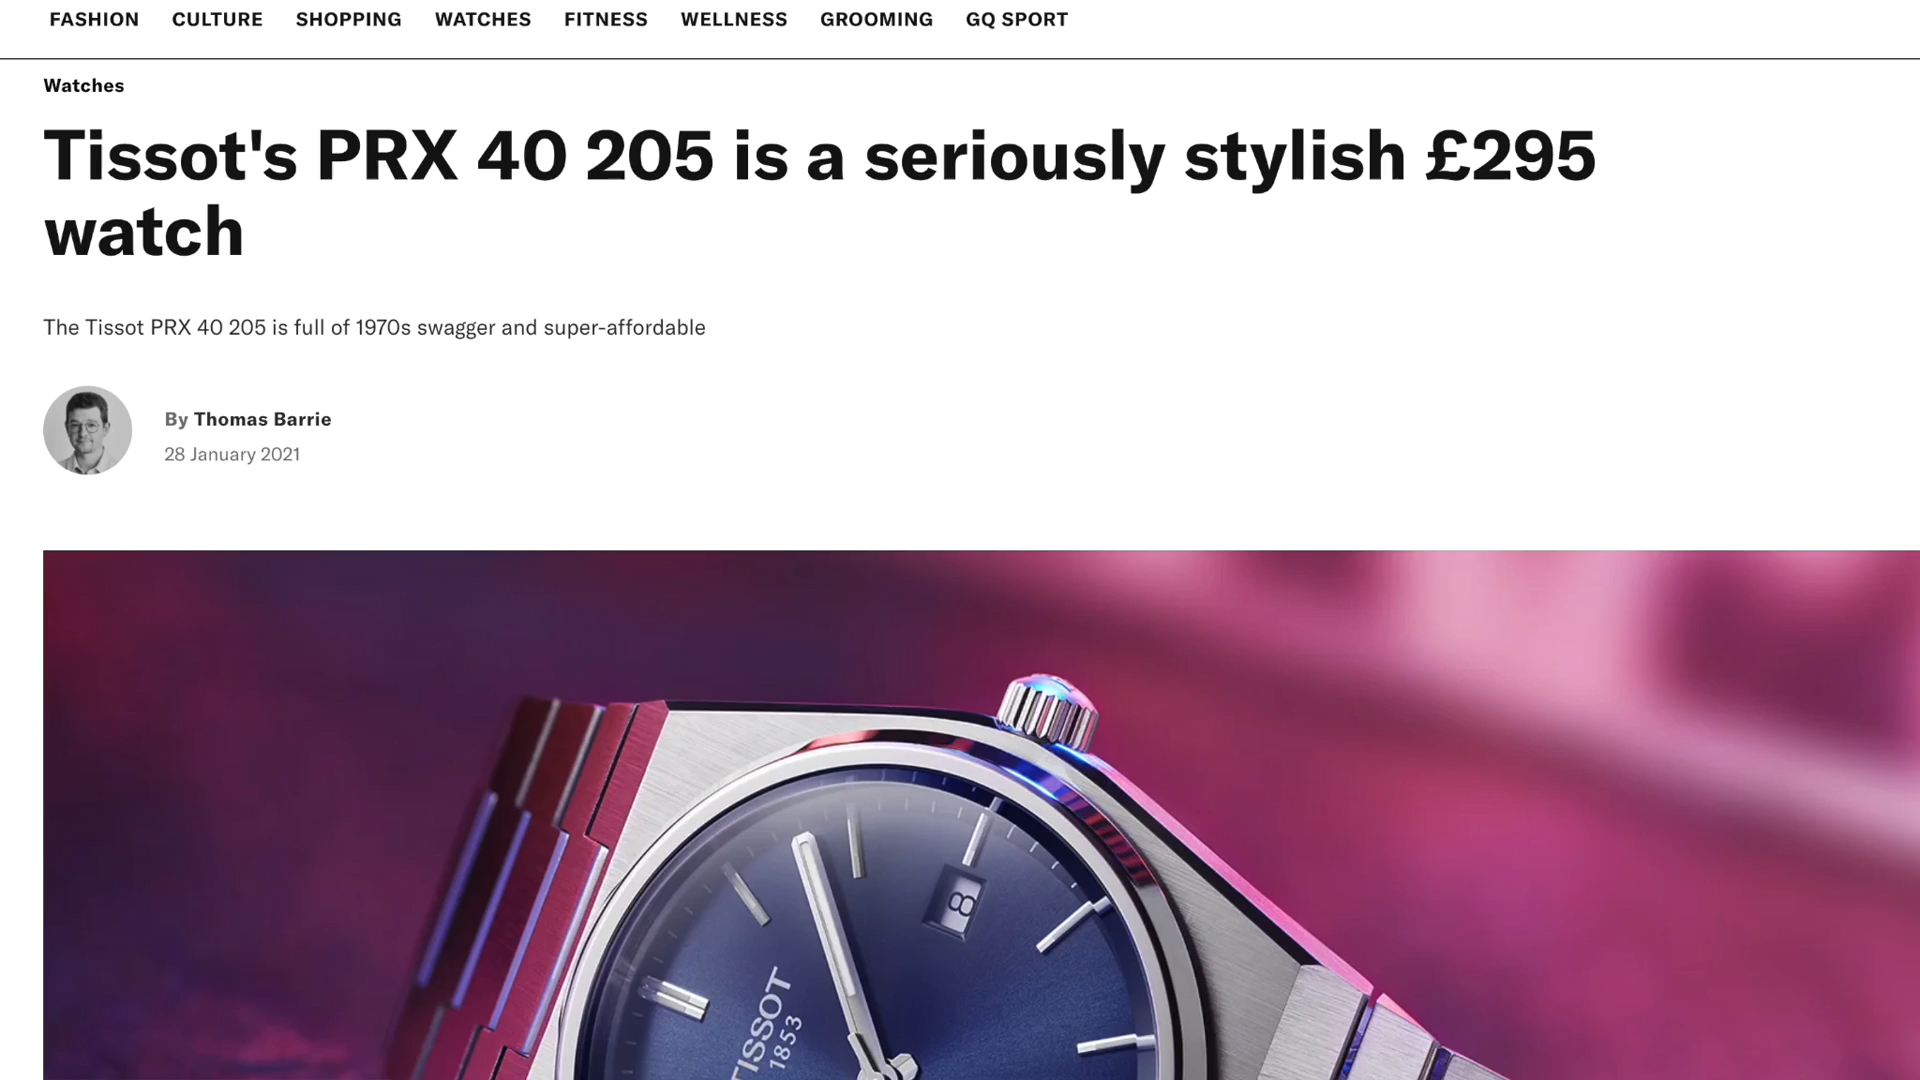 FASHION CULTURE SHOPPING WATCHES FITNESS WELLNESS GROOMING GQ SPORT
Watches
Tissot's PRX 40 205 is a seriously stylish £295
watch
The Tissot PRX 40 205 is full of 1970s swagger and super-affordable
By Thomas Barrie
28 January 2021
8
TISSOT
1853